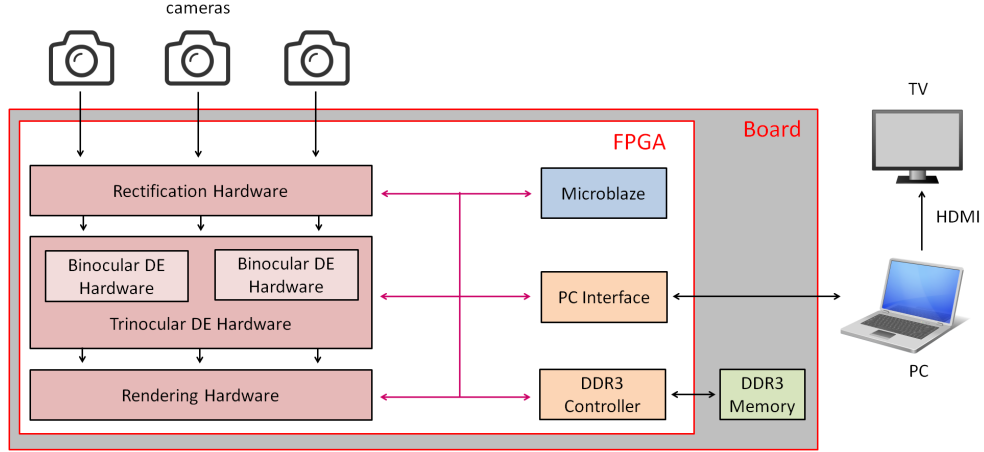 cameras
TV
Board
FPGA
Rectification Hardware
Microblaze
HDMI
Binocular DE
Hardware
Binocular DE
Hardware
PC Interface
Trinocular DE Hardware
PC
Rendering Hardware
DDR3
Controller
DDR3
Memory